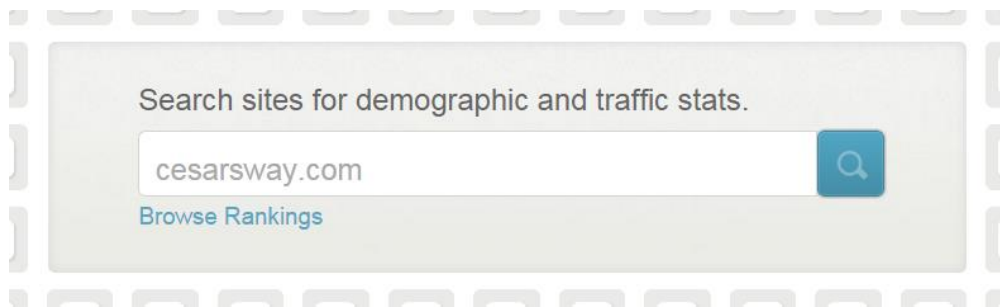 Search sites for demographic and traffic stats.
cesarsway.com
Browse Rankings